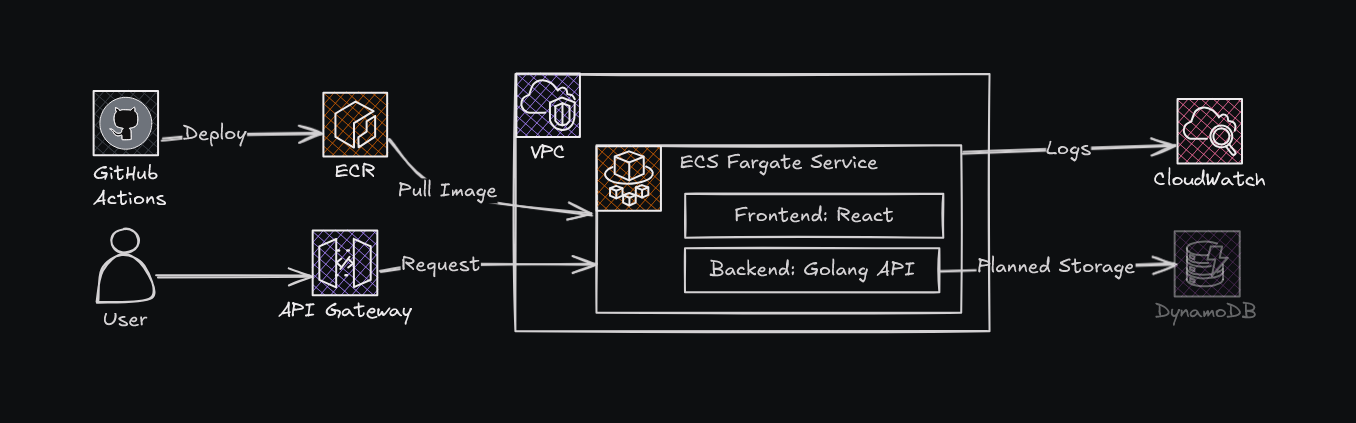 Deploy
GitHub
Actions
ECR
Pull Image
VPC
ECS Fargate Service
Frontend: React
Backend: Golang API
Logs
CloudWatch
User
API Gateway
Request
Planned Storage
DynamoDB